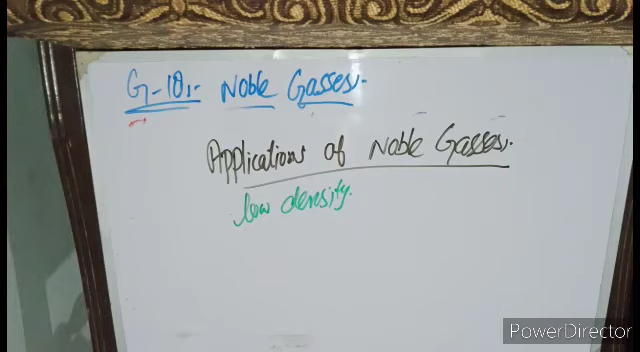 G-18:- Noble Gasses:-
Applications of Noble Gasses:-
low density.
PowerDirector